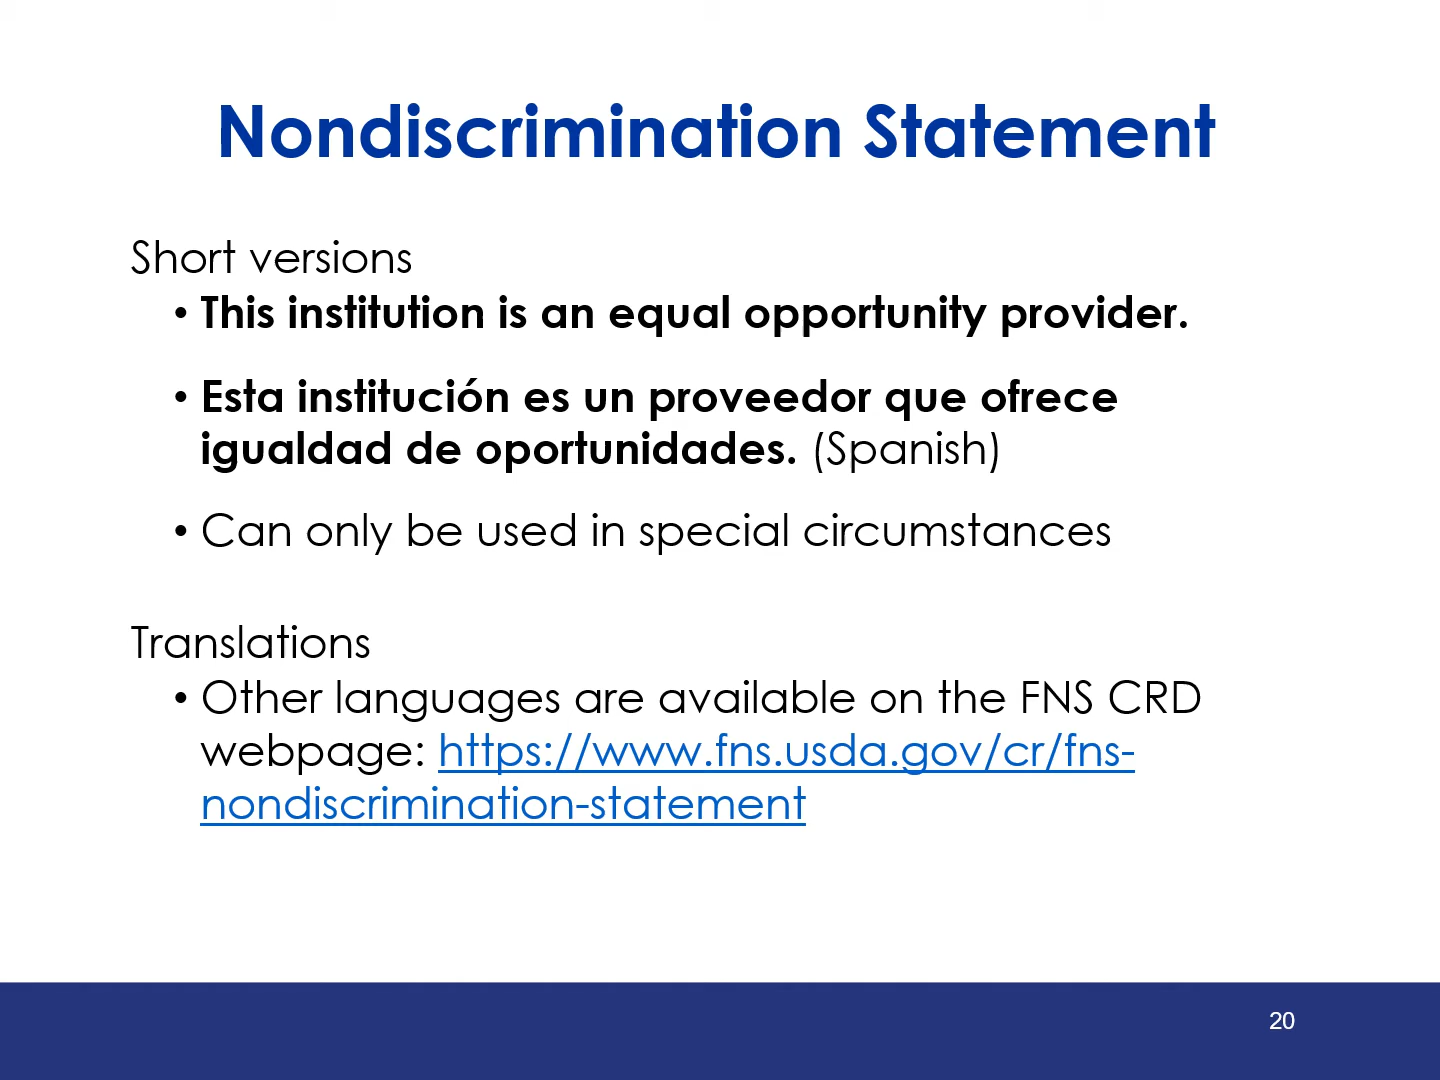 Nondiscrimination Statement
Short versions
• This institution is an equal opportunity provider.
• Esta institución es un proveedor que ofrece
igualdad de oportunidades. (Spanish)
• Can only be used in special circumstances
Translations
• Other languages are available on the FNS CRD
webpage: https://www.fns.usda.gov/cr/fns-
nondiscrimination-statement
20